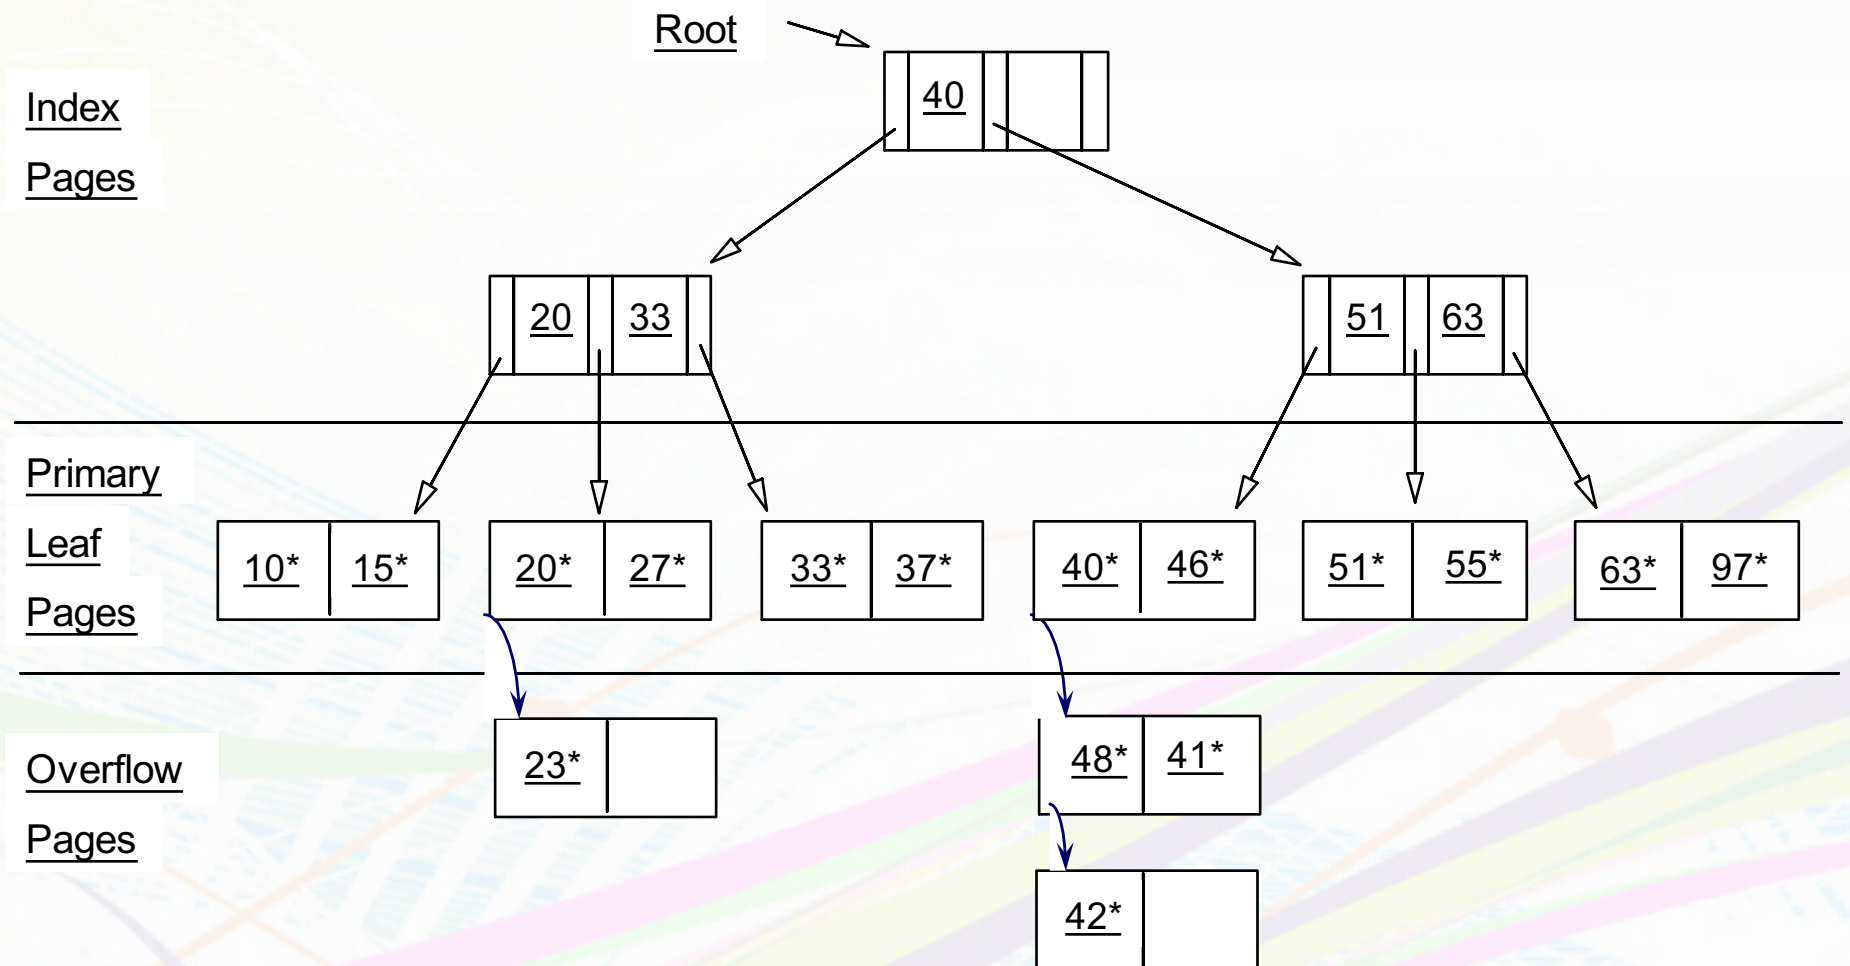 Root
40
Index
Pages
20 33 51 63
Primary
Leaf
Pages
10* 15* 20* 27* 33* 37* 40* 46* 51* 55* 63* 97*
Overflow
Pages
23* 48* 41*
42*